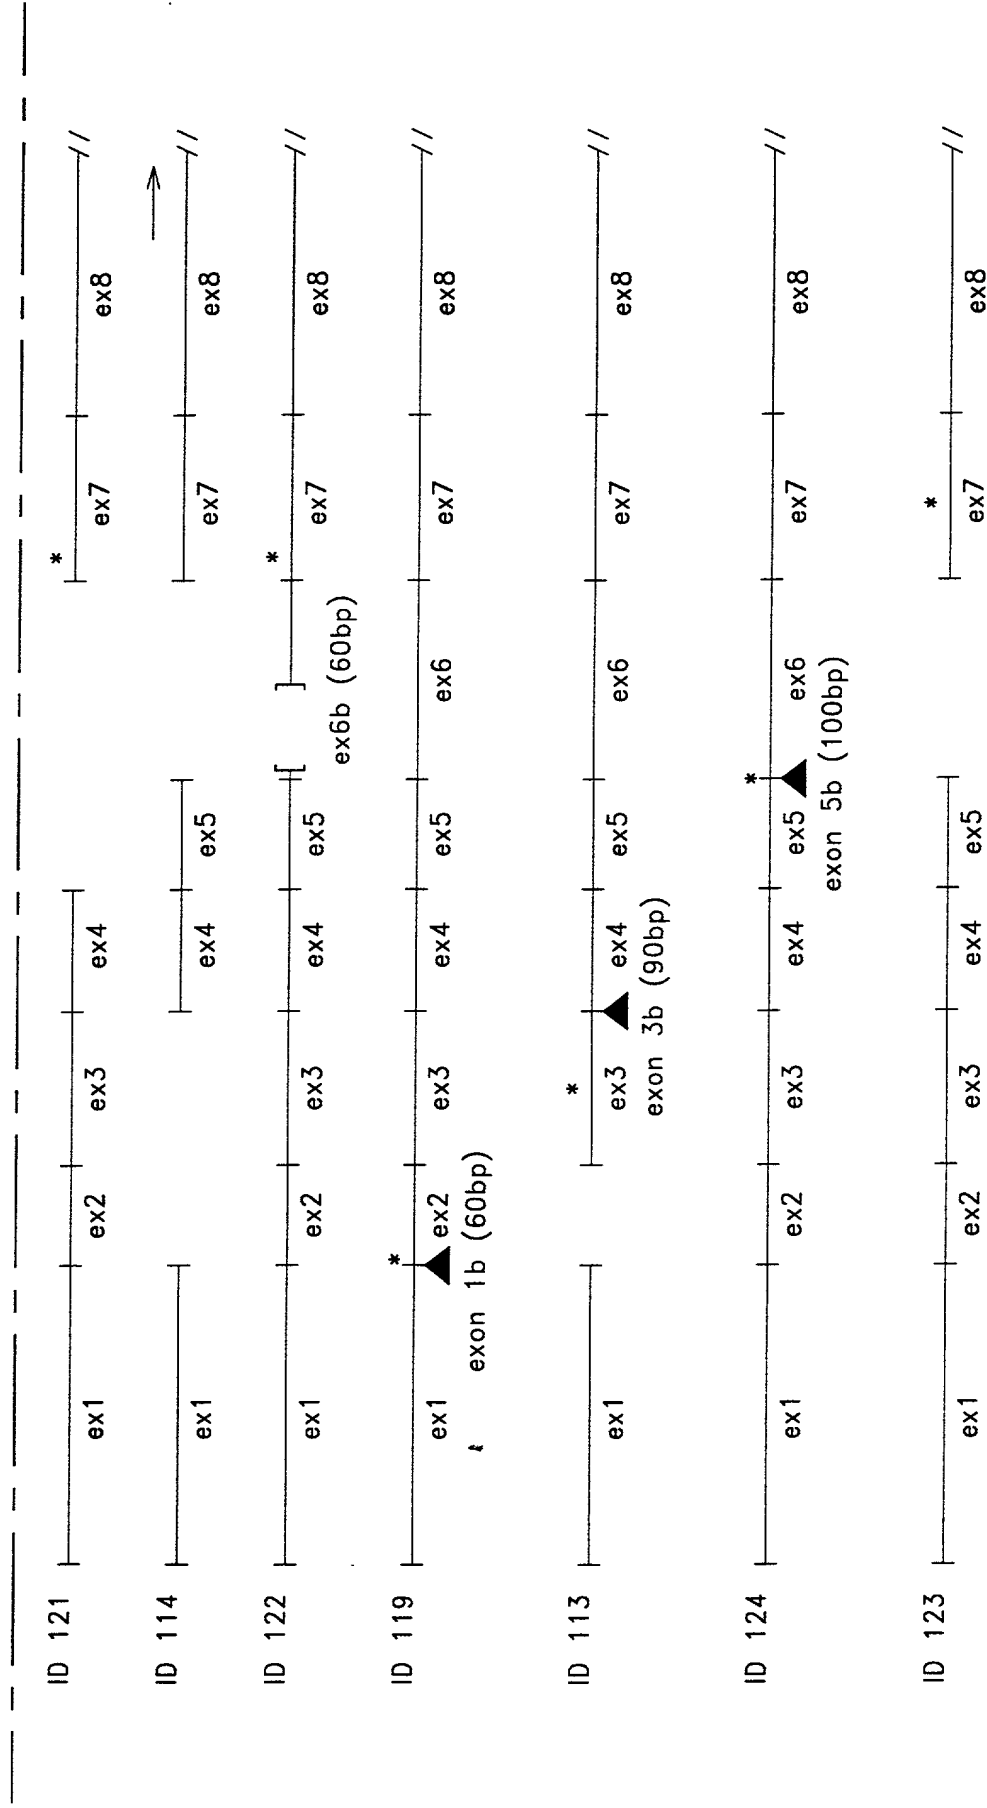 ID 121
*
ex1 ex2 ex3 ex4 ex7 ex8 //
ID 114
ex1 ex4 ex5 ex7 ex8 //
ID 122
*
ex1 ex2 ex3 ex4 ex5 ex7 ex8 //
ex6b (60bp)
ID 119
*
ex1 ex2 ex3 ex4 ex5 ex6 ex7 ex8 //
exon 1b (60bp)
ID 113
*
ex1 ex3 ex4 ex5 ex6 ex7 ex8 //
exon 3b (90bp)
ID 124
*
ex1 ex2 ex3 ex4 ex5 ex6 ex7 ex8 //
exon 5b (100bp)
ID 123
*
ex1 ex2 ex3 ex4 ex5 ex7 ex8 //